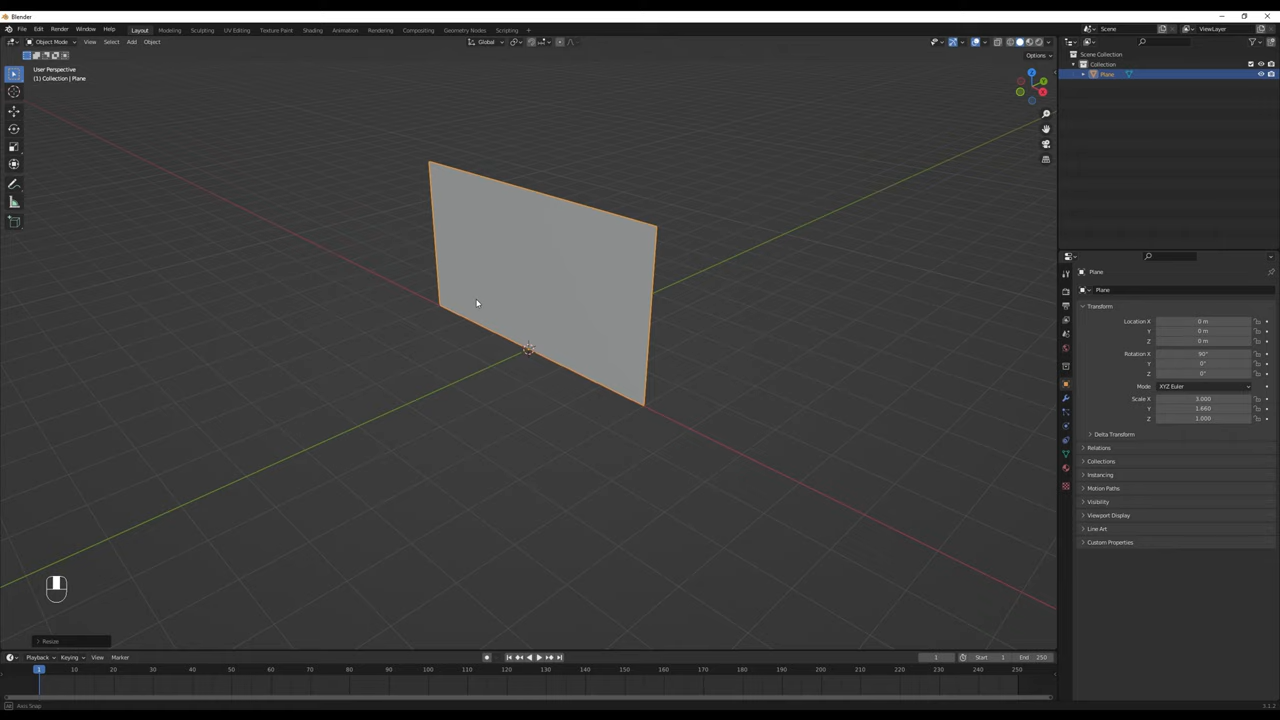 Blender
File Edit Render Window Help Layout Modeling Sculpting UV Editing Texture Paint Shading Animation Rendering Compositing Geometry Nodes Scripting + Scene ViewLayer
Object Mode View Select Add Object Global
Options
User Perspective
(1) Collection | Plane
Scene Collection
Collection
Plane
Z
Y
X
Plane
Plane
Transform
Location X 0 m
Y 0 m
Z 0 m
Rotation X 90°
Y 0°
Z 0°
Mode XYZ Euler
Scale X 3.000
Y 1.660
Z 1.000
Delta Transform
Relations
Collections
Instancing
Motion Paths
Visibility
Viewport Display
Line Art
Custom Properties
Resize
Playback Keying View Marker 1 Start 1 End 250
1 10 20 30 40 50 60 70 80 90 100 110 120 130 140 150 160 170 180 190 200 210 220 230 240 250
Axis Snap
3.1.2